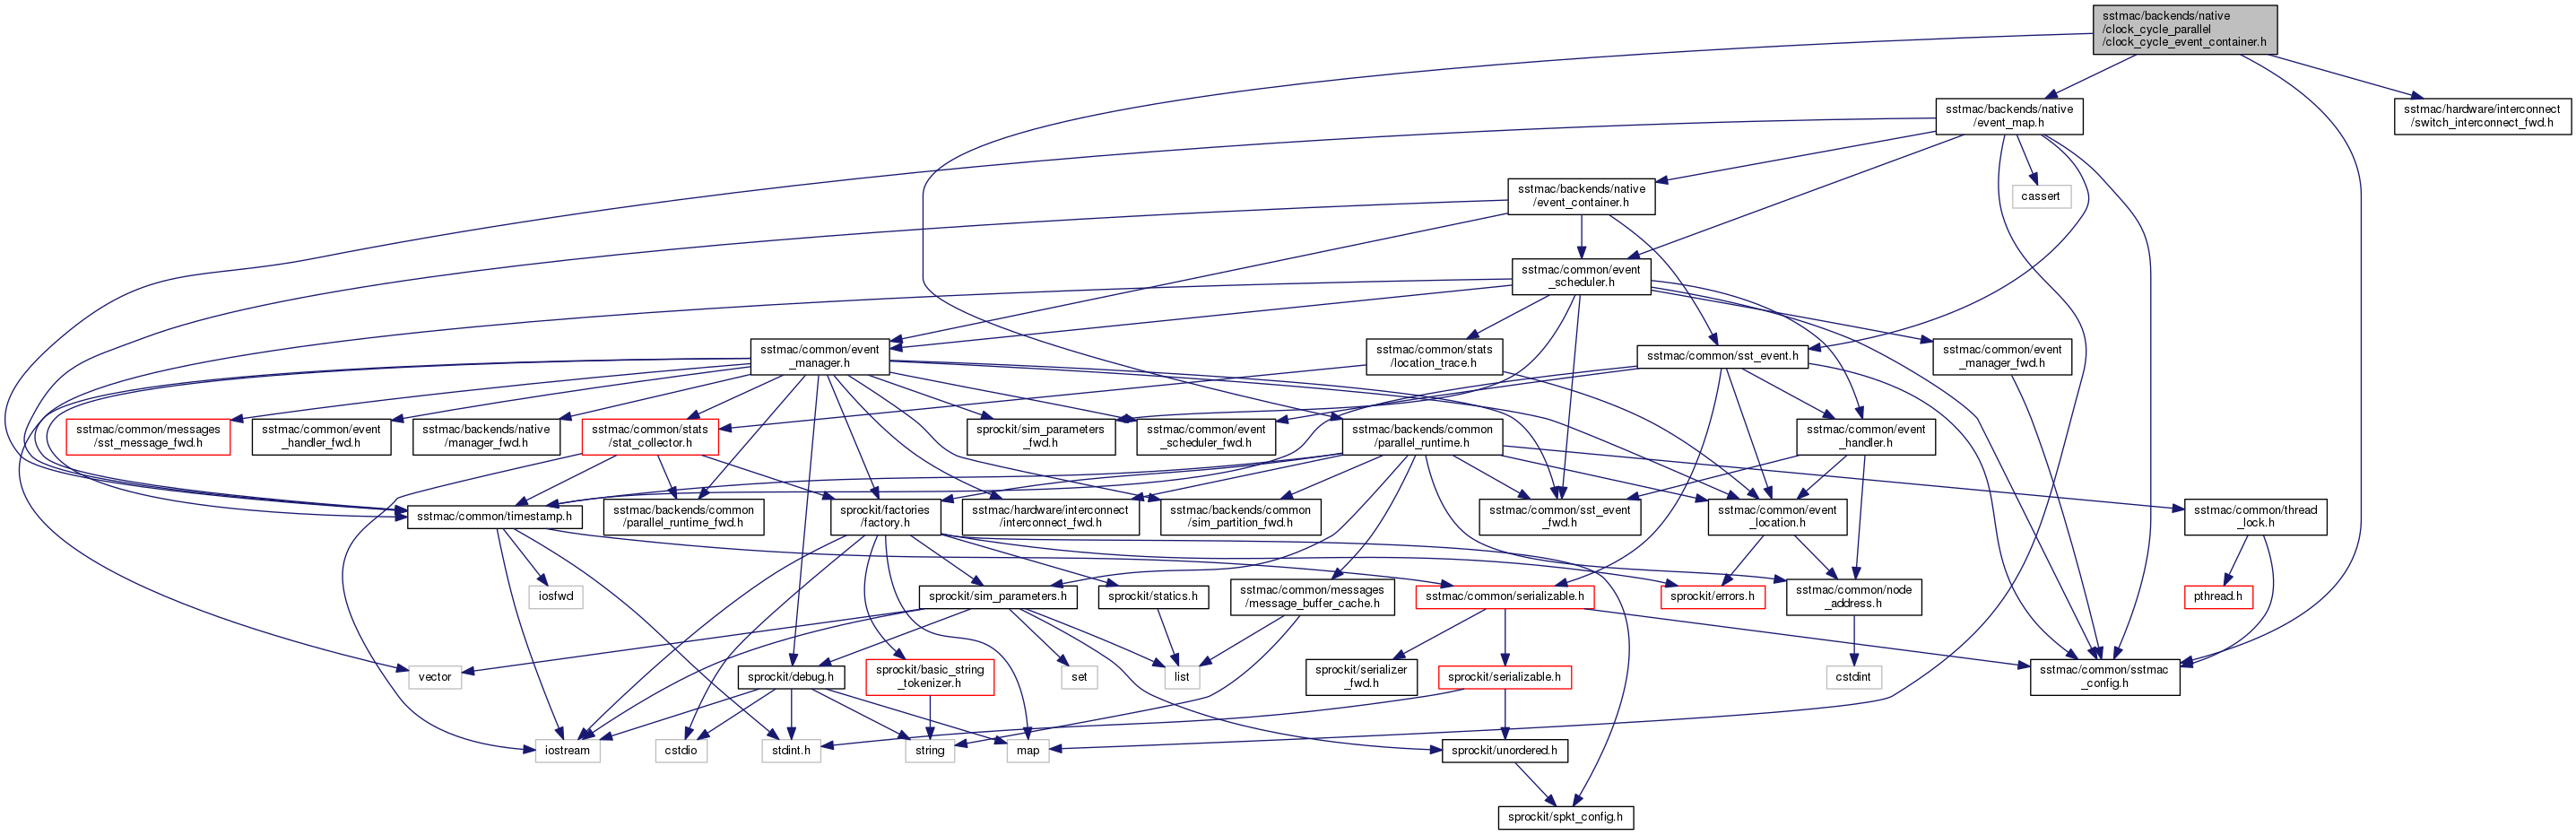 sstmac/backends/native
/clock_cycle_parallel
/clock_cycle_event_container.h
sstmac/backends/native
/event_map.h
sstmac/hardware/interconnect
/switch_interconnect_fwd.h
sstmac/backends/native
/event_container.h
cassert
sstmac/common/event
_scheduler.h
sstmac/common/event
_manager.h
sstmac/common/stats
/location_trace.h
sstmac/common/sst_event.h
sstmac/common/event
_manager_fwd.h
sstmac/common/messages
/sst_message_fwd.h
sstmac/common/event
_handler_fwd.h
sstmac/backends/native
/manager_fwd.h
sstmac/common/stats
/stat_collector.h
sprockit/sim_parameters
_fwd.h
sstmac/common/event
_scheduler_fwd.h
sstmac/backends/common
/parallel_runtime.h
sstmac/common/event
_handler.h
sstmac/common/timestamp.h
sstmac/backends/common
/parallel_runtime_fwd.h
sprockit/factories
/factory.h
sstmac/hardware/interconnect
/interconnect_fwd.h
sstmac/backends/common
/sim_partition_fwd.h
sstmac/common/sst_event
_fwd.h
sstmac/common/event
_location.h
sstmac/common/thread
_lock.h
iosfwd
sprockit/sim_parameters.h
sprockit/statics.h
sstmac/common/messages
/message_buffer_cache.h
sstmac/common/serializable.h
sprockit/errors.h
sstmac/common/node
_address.h
pthread.h
vector
sprockit/debug.h
sprockit/basic_string
_tokenizer.h
set
list
sprockit/serializer
_fwd.h
sprockit/serializable.h
cstdint
sstmac/common/sstmac
_config.h
iostream
cstdio
stdint.h
string
map
sprockit/unordered.h
sprockit/spkt_config.h